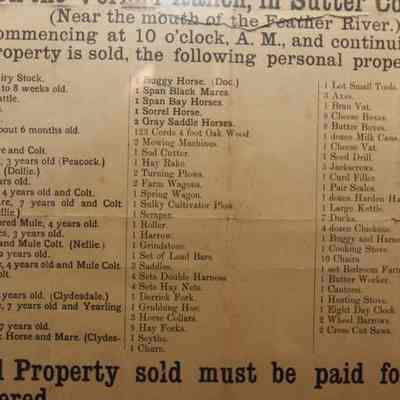 Ranch, in Sutter Co
(Near the mouth of the Feather River.)
ommencing at 10 o'clock, A. M., and continui
roperty is sold, the following personal prope
iry Stock.
to 8 weeks old.
attle.
bout 6 months old.
re and Colt.
, 3 years old (Peacock.)
(Dollie.)
ars old.
4 years old and Colt.
are, 7 years old and Colt
llie.)
ored Mule, 4 years old.
es, 3 years old.
and Mule Colt. (Nellie.)
years old.
, 4 years old and Mule Colt
olt.
years old. (Clydesdale.)
e, 7 years old and Yearling
7 years old.
k Horse and Mare. (Clydes-
1 Buggy Horse. (Doc.)
1 Span Black Mares.
1 Span Bay Horses.
1 Sorrel Horse.
2 Gray Saddle Horses.
123 Cords 4 foot Oak Wood.
2 Mowing Machines.
1 Sod Cutter.
1 Hay Rake.
2 Turning Plows.
2 Farm Wagons.
1 Spring Wagon.
1 Sulky Cultivator Plow.
1 Scraper.
1 Roller.
1 Harrow.
1 Grindstone.
1 Set of Lead Bars.
3 Saddles.
4 Sets Double Harness
4 Sets Hay Nets.
1 Derrick Fork.
1 Grubbing Hoe.
3 Horse Collars.
5 Hay Forks.
1 Scythe.
1 Churn.
1 Lot Small Tools.
3 Axes.
1 Bran Vat.
Cheese Boxes.
Butter Boxes.
dozen Milk Cans.
1 Cheese Vat.
1 Seed Drill.
3 Jackscrews.
1 Curd Filler.
1 Pair Scales.
1 dozen Harden Ha
1 Large Kettle.
7 Ducks.
4 dozen Chickens.
1 Buggy and Harne
1 Cooking Stove.
10 Chairs.
1 set Bedroom Furn
1 Butter Worker.
1 Canteen.
1 Heating Stove.
1 Eight Day Clock
2 Wheel Barrows.
2 Cross Cut Saws.
l Property sold must be paid fo
ered.